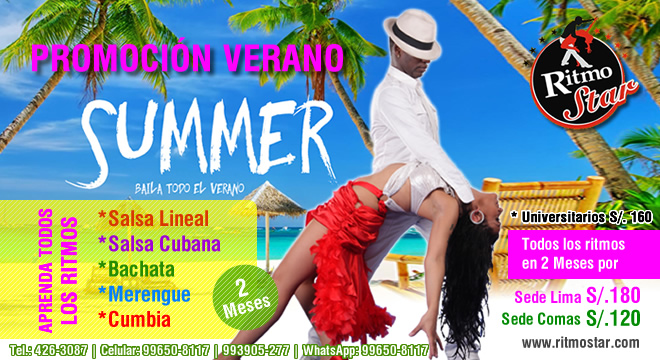 PROMOCIÓN VERANO
SUMMER
BAILA TODO EL VERANO
Ritmo
Star
APRENDA TODOS
LOS RITMOS
*Salsa Lineal
*Salsa Cubana
*Bachata
*Merengue
*Cumbia
2
Meses
* Universitarios S/. 160
Todos los ritmos
en 2 Meses por
Sede Lima S/.180
Sede Comas S/.120
www.ritmostar.com
Tel.: 426-3087 | Celular: 99650-8117 | 993905-277 | WhatsApp: 99650-8117